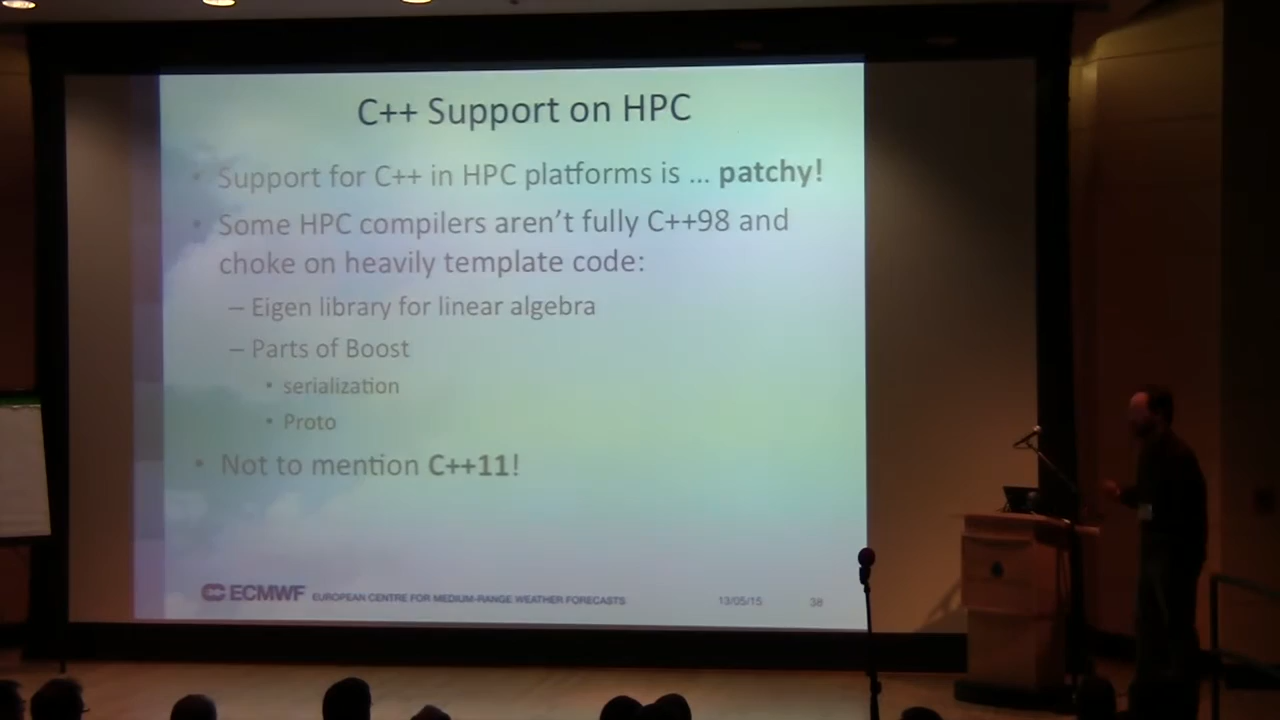 C++ Support on HPC
• Support for C++ in HPC platforms is ... patchy!
• Some HPC compilers aren't fully C++98 and
choke on heavily template code:
– Eigen library for linear algebra
– Parts of Boost
• serialization
• Proto
• Not to mention C++11!
ECMWF EUROPEAN CENTRE FOR MEDIUM-RANGE WEATHER FORECASTS 13/05/15 38